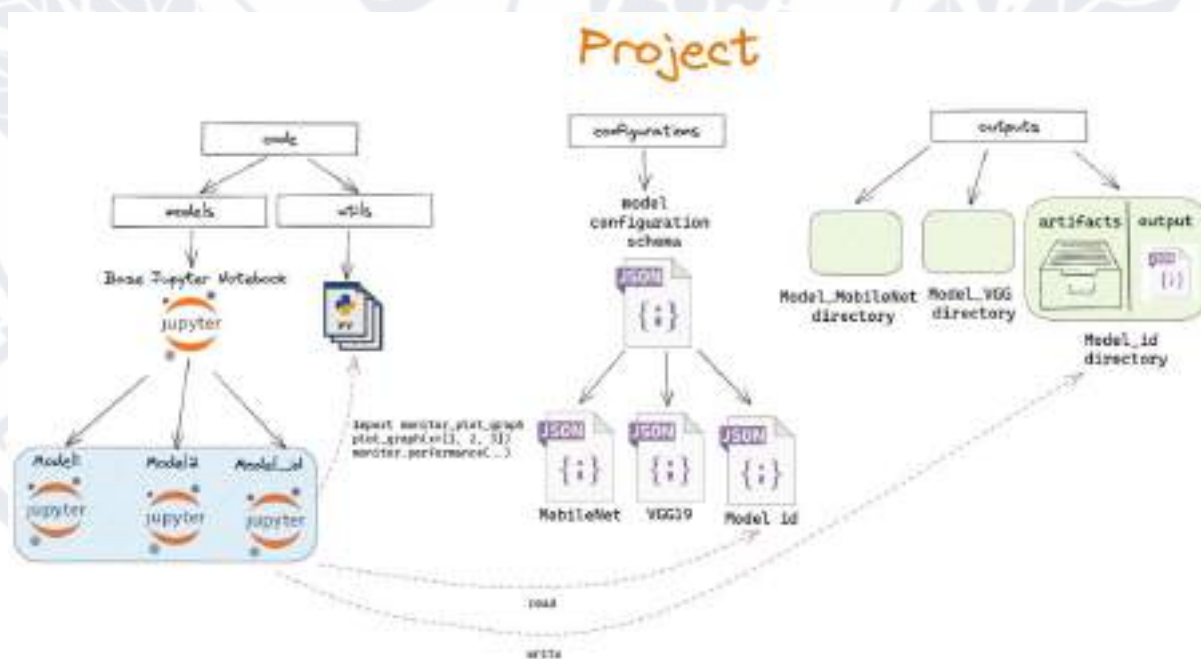 Project
code
models
utils
Base Jupyter Notebook
jupyter
PY
Model1
Model2
Model_id
jupyter
jupyter
jupyter
import monitor,plot_graph
plot_graph(x=[1, 2, 3])
monitor.performance(..)
configurations
model
configuration
schema
JSON
JSON
JSON
JSON
MobileNet
VGG19
Model id
outputs
artifacts
output
JSON
Model_MobileNet
directory
Model_VGG
directory
Model_id
directory
read
write